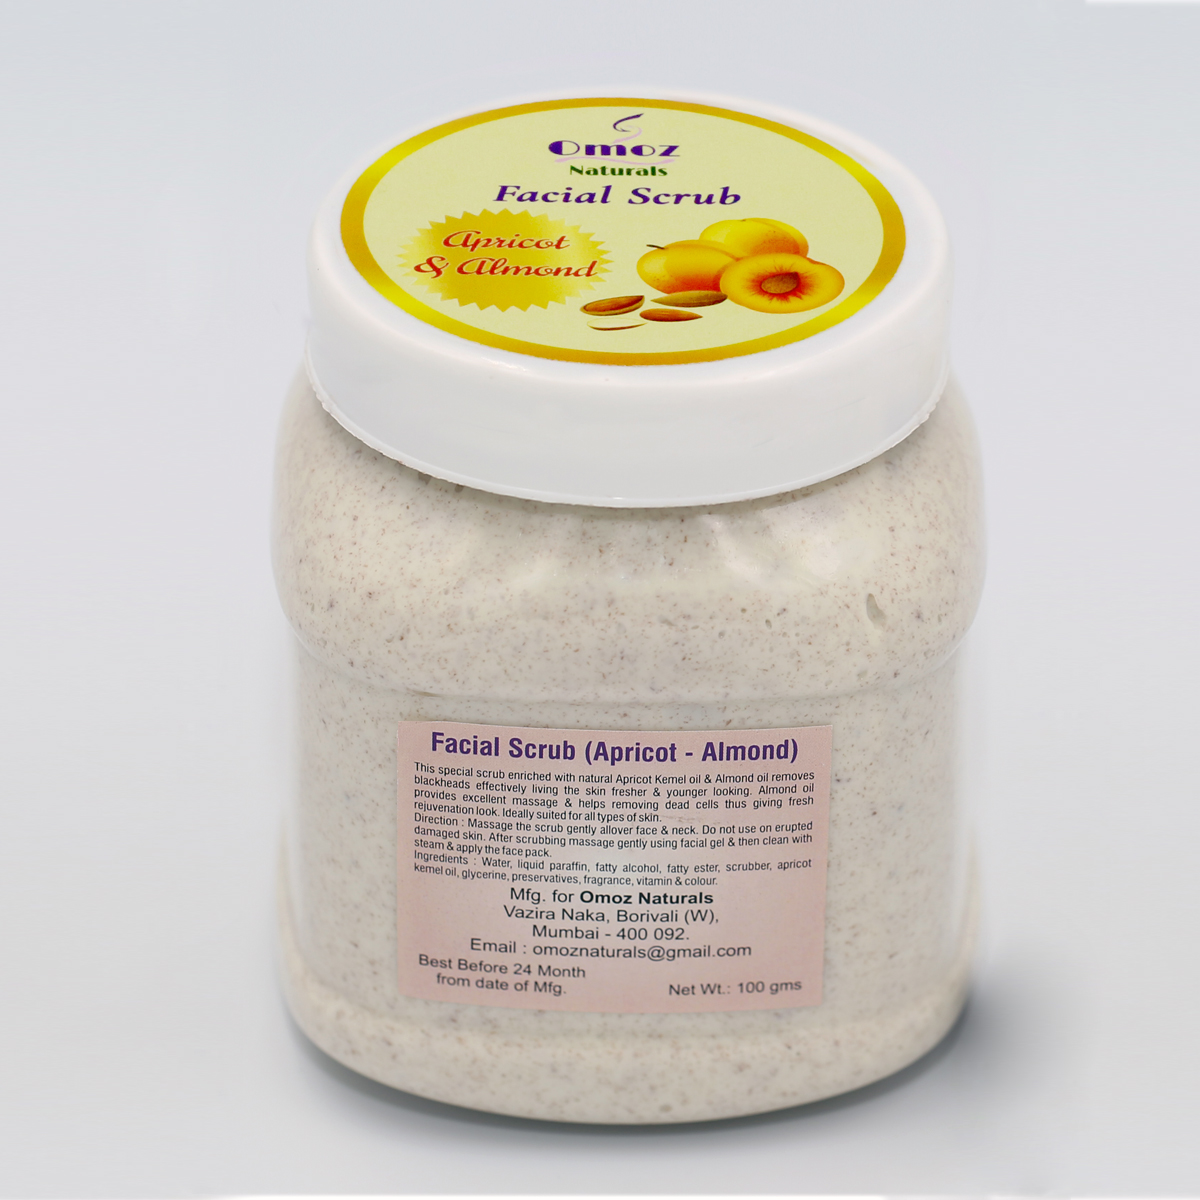 Omoz
Naturals
Facial Scrub
Apricot
& Almond
Facial Scrub (Apricot - Almond)
This special scrub enriched with natural Apricot Kernel oil & Almond oil removes
blackheads effectively living the skin fresher & younger looking. Almond oil
provides excellent massage & helps removing dead cells thus giving fresh
rejuvenation look. Ideally suited for all types of skin.
Direction : Massage the scrub gently allover face & neck. Do not use on erupted
damaged skin. After scrubbing massage gently using facial gel & then clean with
steam & apply the face pack.
Ingredients : Water, liquid paraffin, fatty alcohol, fatty ester, scrubber, apricot
kernel oil, glycerine, preservatives, fragrance, vitamin & colour.
Mfg. for Omoz Naturals
Vazira Naka, Borivali (W),
Mumbai - 400 092.
Email : omoznaturals@gmail.com
Best Before 24 Month
from date of Mfg.
Net Wt.: 100 gms